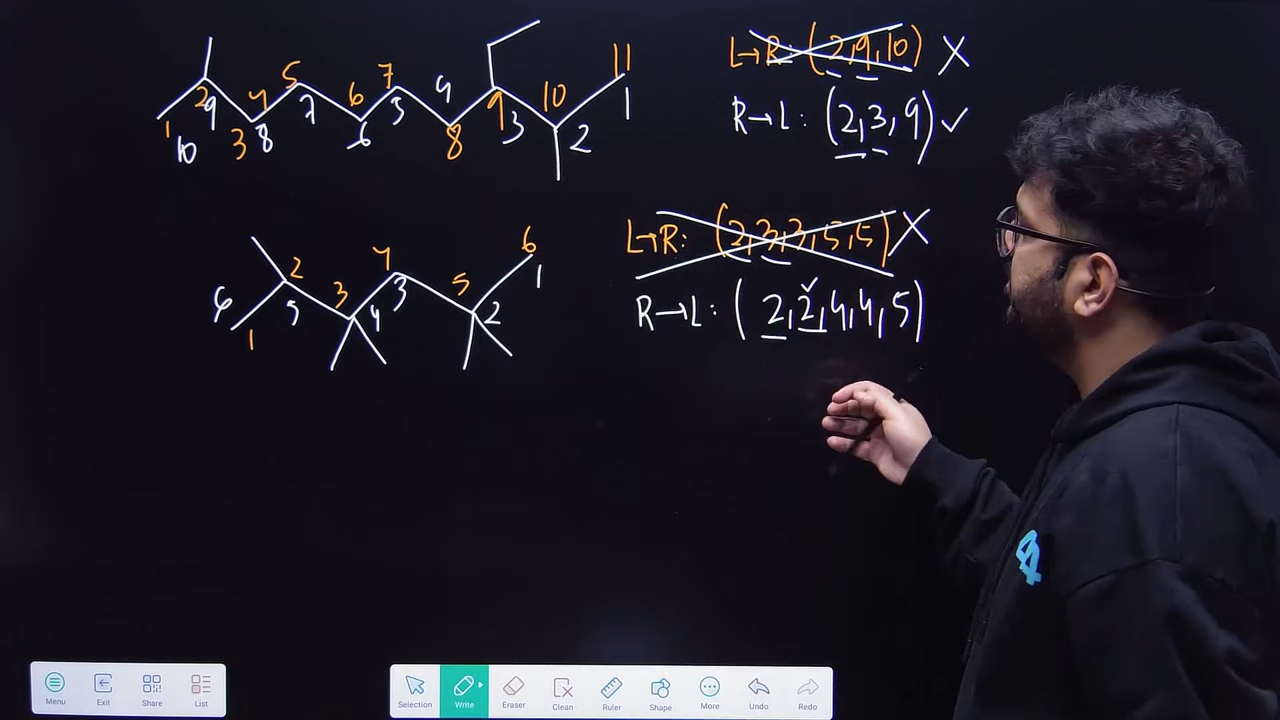 L→R: (2,9,10) X
R→L: (2,3,9) ✓
11
5 7
2 6 10
4 4
9 7 5 9 3 1
1 3 8 6 8 2
10
L→R: (2,3,3,5,5) X
R→L: (2,2,4,4,5)
6
4
2 5 1
3 3
6 5 4 2
1
Menu Exit Share List
Selection Write Eraser Clean Ruler Shape More Undo Redo